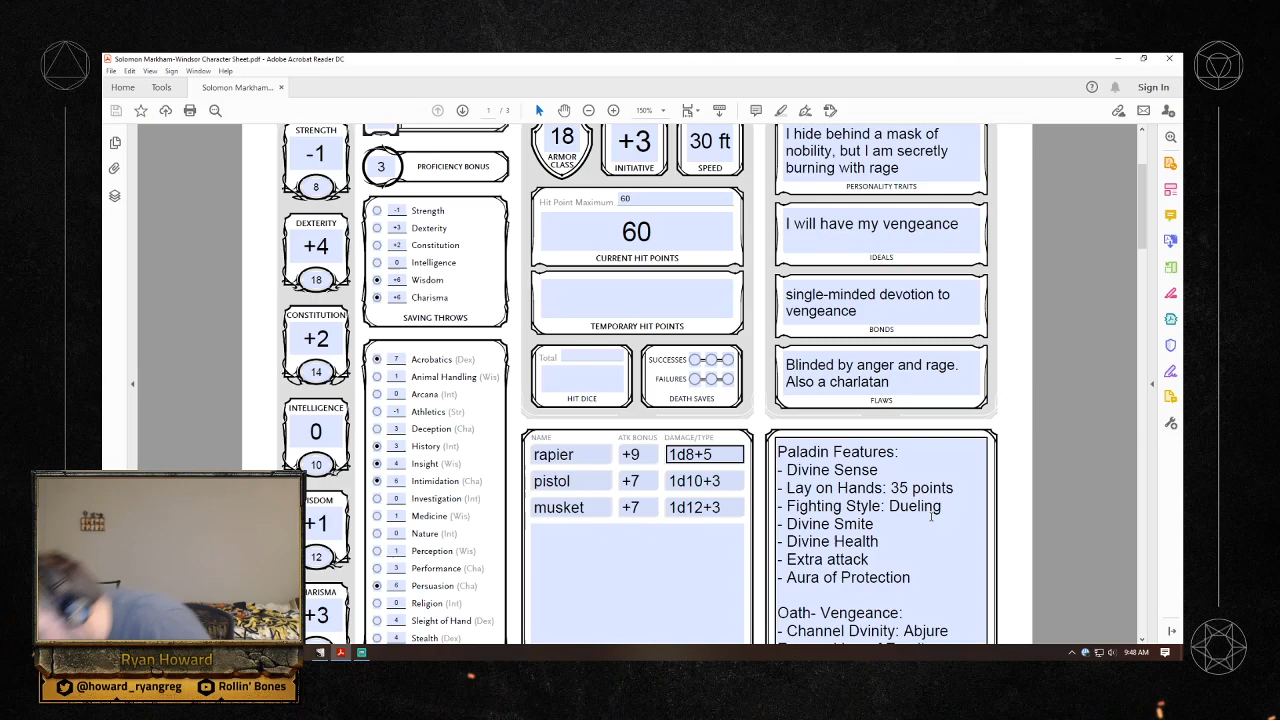 Solomon Markham-Windsor Character Sheet.pdf - Adobe Acrobat Reader DC
File Edit View Sign Window Help
Home Tools Solomon Markham... × Sign In
1 / 3 150%
STRENGTH
-1
8
DEXTERITY
+4
18
CONSTITUTION
+2
14
INTELLIGENCE
0
10
ISDOM
+1
12
HARISMA
+3
3 PROFICIENCY BONUS
-1 Strength
+3 Dexterity
+2 Constitution
0 Intelligence
+6 Wisdom
+6 Charisma
SAVING THROWS
7 Acrobatics (Dex)
1 Animal Handling (Wis)
0 Arcana (Int)
-1 Athletics (Str)
3 Deception (Cha)
3 History (Int)
4 Insight (Wis)
6 Intimidation (Cha)
0 Investigation (Int)
1 Medicine (Wis)
0 Nature (Int)
1 Perception (Wis)
3 Performance (Cha)
6 Persuasion (Cha)
0 Religion (Int)
4 Sleight of Hand (Dex)
4 Stealth (Dex)
18
ARMOR
CLASS
+3
INITIATIVE
30 ft
SPEED
Hit Point Maximum 60
60
CURRENT HIT POINTS
TEMPORARY HIT POINTS
Total
HIT DICE
SUCCESSES
FAILURES
DEATH SAVES
NAME ATK BONUS DAMAGE/TYPE
rapier +9 1d8+5
pistol +7 1d10+3
musket +7 1d12+3
I hide behind a mask of
nobility, but I am secretly
burning with rage
PERSONALITY TRAITS
I will have my vengeance
IDEALS
single-minded devotion to
vengeance
BONDS
Blinded by anger and rage.
Also a charlatan
FLAWS
Paladin Features:
- Divine Sense
- Lay on Hands: 35 points
- Fighting Style: Dueling
- Divine Smite
- Divine Health
- Extra attack
- Aura of Protection
Oath- Vengeance:
- Channel Dvinity: Abjure
9:48 AM
Ryan Howard
@howard_ryangreg Rollin' Bones